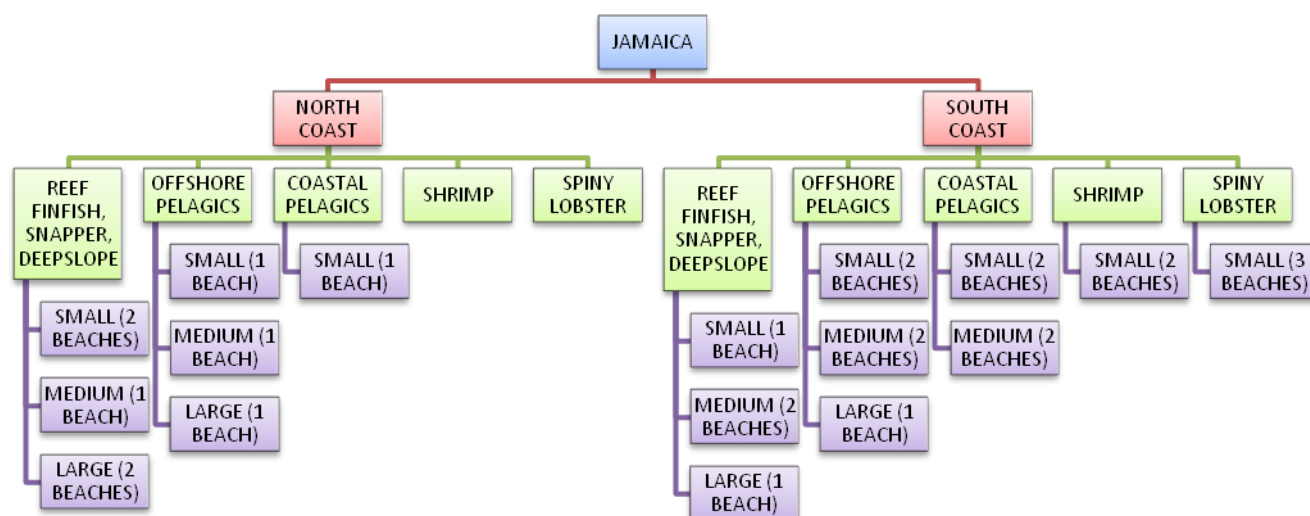 JAMAICA
NORTH
COAST
SOUTH
COAST
REEF
FINFISH,
SNAPPER,
DEEPSLOPE
SMALL (2
BEACHES)
MEDIUM (1
BEACH)
LARGE (2
BEACHES)
OFFSHORE
PELAGICS
SMALL (1
BEACH)
MEDIUM (1
BEACH)
LARGE (1
BEACH)
COASTAL
PELAGICS
SMALL (1
BEACH)
SHRIMP
SPINY
LOBSTER
REEF
FINFISH,
SNAPPER,
DEEPSLOPE
SMALL (1
BEACH)
MEDIUM (2
BEACHES)
LARGE (1
BEACH)
OFFSHORE
PELAGICS
SMALL (2
BEACHES)
MEDIUM (2
BEACHES)
LARGE (1
BEACH)
COASTAL
PELAGICS
SMALL (2
BEACHES)
MEDIUM (2
BEACHES)
SHRIMP
SMALL (2
BEACHES)
SPINY
LOBSTER
SMALL (3
BEACHES)